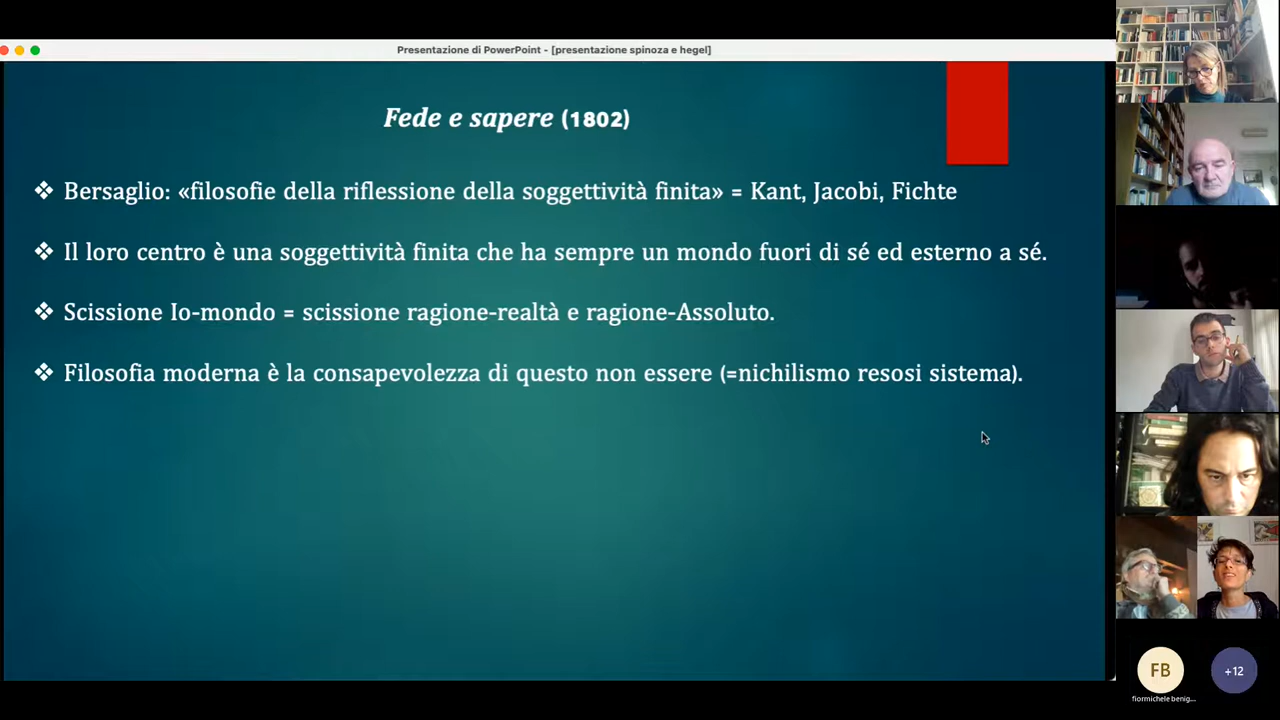 Presentazione di PowerPoint - [presentazione spinoza e hegel]
Fede e sapere (1802)
❖ Bersaglio: «filosofie della riflessione della soggettività finita» = Kant, Jacobi, Fichte
❖ Il loro centro è una soggettività finita che ha sempre un mondo fuori di sé ed esterno a sé.
❖ Scissione Io-mondo = scissione ragione-realtà e ragione-Assoluto.
❖ Filosofia moderna è la consapevolezza di questo non essere (=nichilismo resosi sistema).
FB
+12
fiormichele benig...